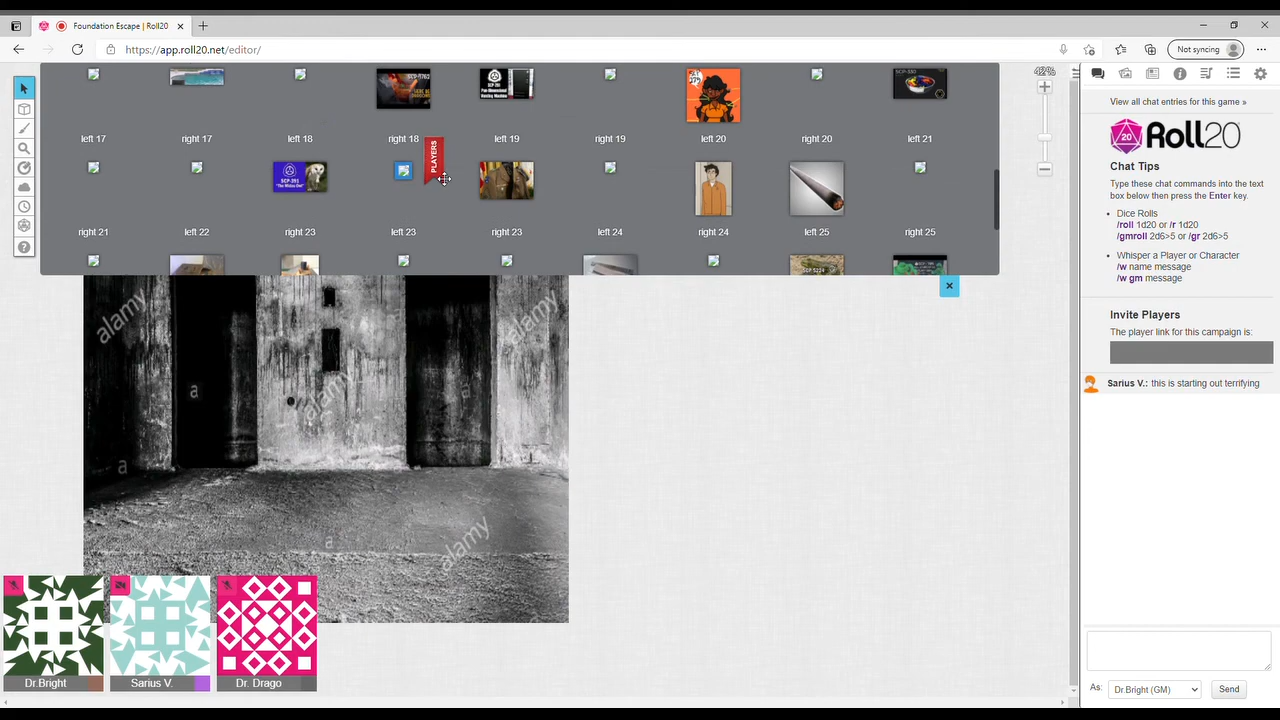 Foundation Escape | Roll20
https://app.roll20.net/editor/
Not syncing
42%
left 17
right 17
left 18
right 18
left 19
right 19
left 20
right 20
left 21
PLAYERS
right 21
left 22
right 23
left 23
right 23
left 24
right 24
left 25
right 25
View all chat entries for this game »
Roll20
Chat Tips
Type these chat commands into the text
box below then press the Enter key.
• Dice Rolls
/roll 1d20 or /r 1d20
/gmroll 2d6>5 or /gr 2d6>5
• Whisper a Player or Character
/w name message
/w gm message
Invite Players
The player link for this campaign is:
Sarius V.: this is starting out terrifying
alamy
alamy
alamy
alamy
a
a
a
a
Dr.Bright
Sarius V.
Dr. Drago
As:
Dr.Bright (GM)
Send